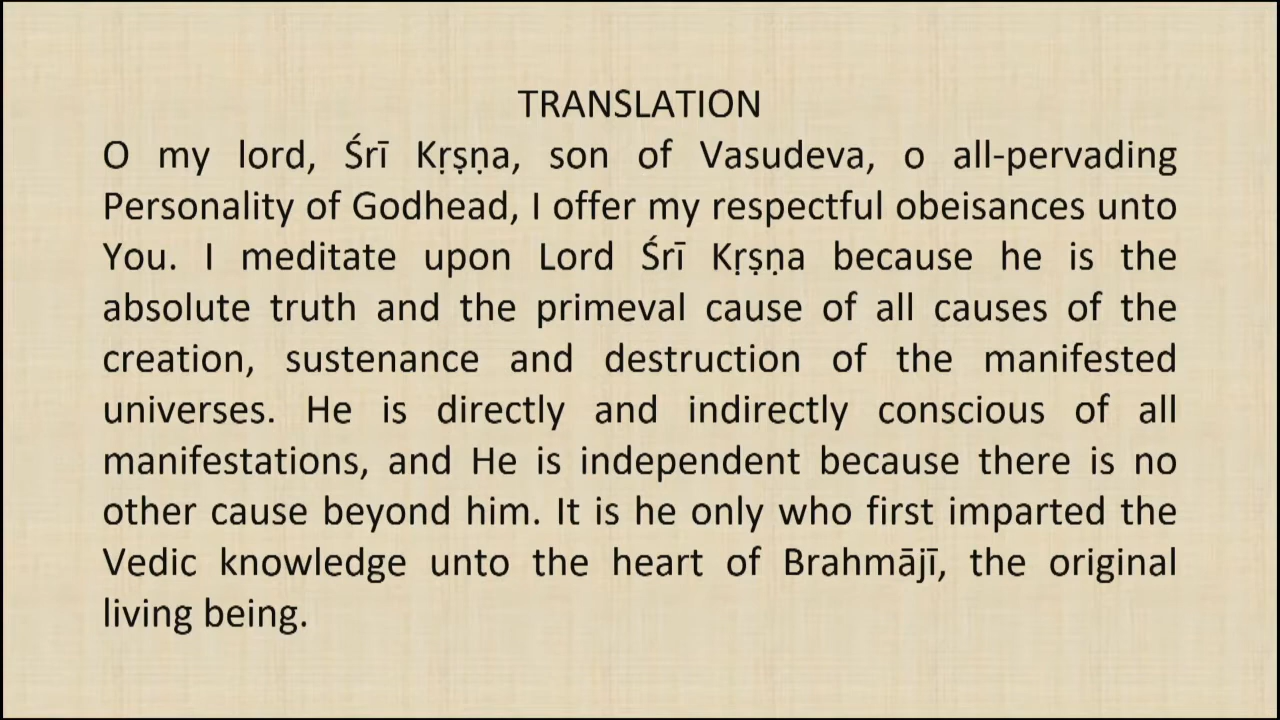 TRANSLATION
O my lord, Śrī Kṛṣṇa, son of Vasudeva, o all-pervading
Personality of Godhead, I offer my respectful obeisances unto
You. I meditate upon Lord Śrī Kṛṣṇa because he is the
absolute truth and the primeval cause of all causes of the
creation, sustenance and destruction of the manifested
universes. He is directly and indirectly conscious of all
manifestations, and He is independent because there is no
other cause beyond him. It is he only who first imparted the
Vedic knowledge unto the heart of Brahmājī, the original
living being.